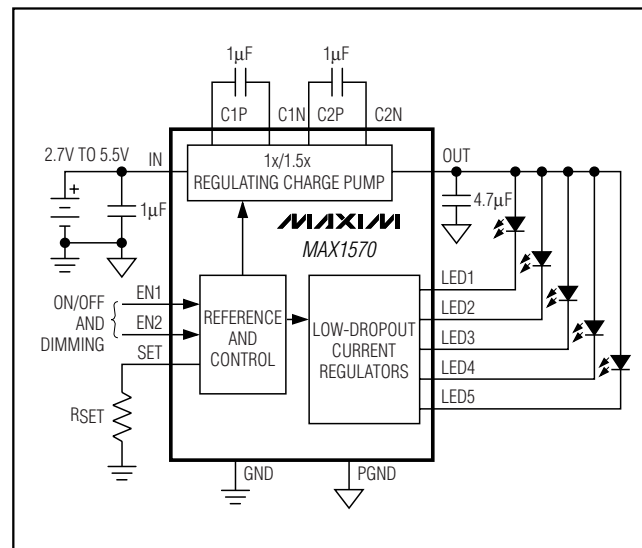 1μF
1μF
C1P
C1N
C2P
C2N
2.7V TO 5.5V
IN
1x/1.5x
REGULATING CHARGE PUMP
OUT
1μF
4.7μF
MAXIM
MAX1570
ON/OFF
AND
DIMMING
EN1
EN2
SET
REFERENCE
AND
CONTROL
LOW-DROPOUT
CURRENT
REGULATORS
LED1
LED2
LED3
LED4
LED5
RSET
GND
PGND